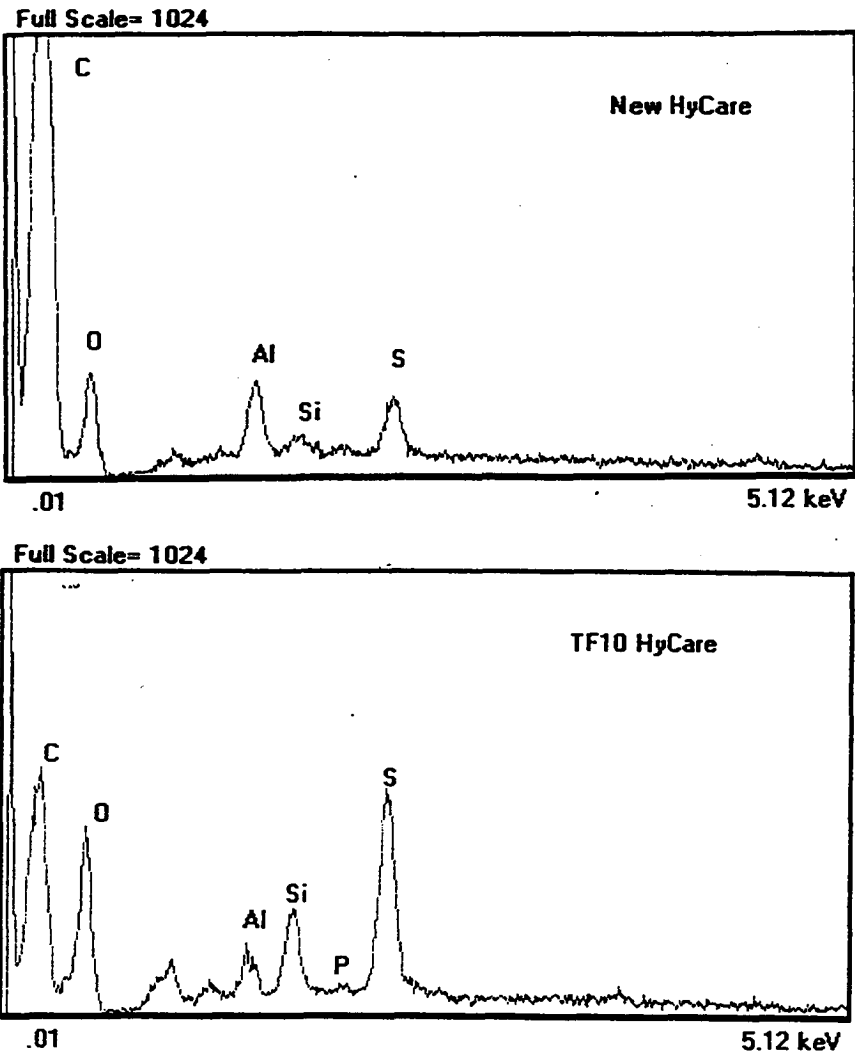 Full Scale= 1024
C
New HyCare
O
Al
S
Si
.01
5.12 keV
Full Scale= 1024
TF10 HyCare
C
S
O
Si
Al
P
.01
5.12 keV